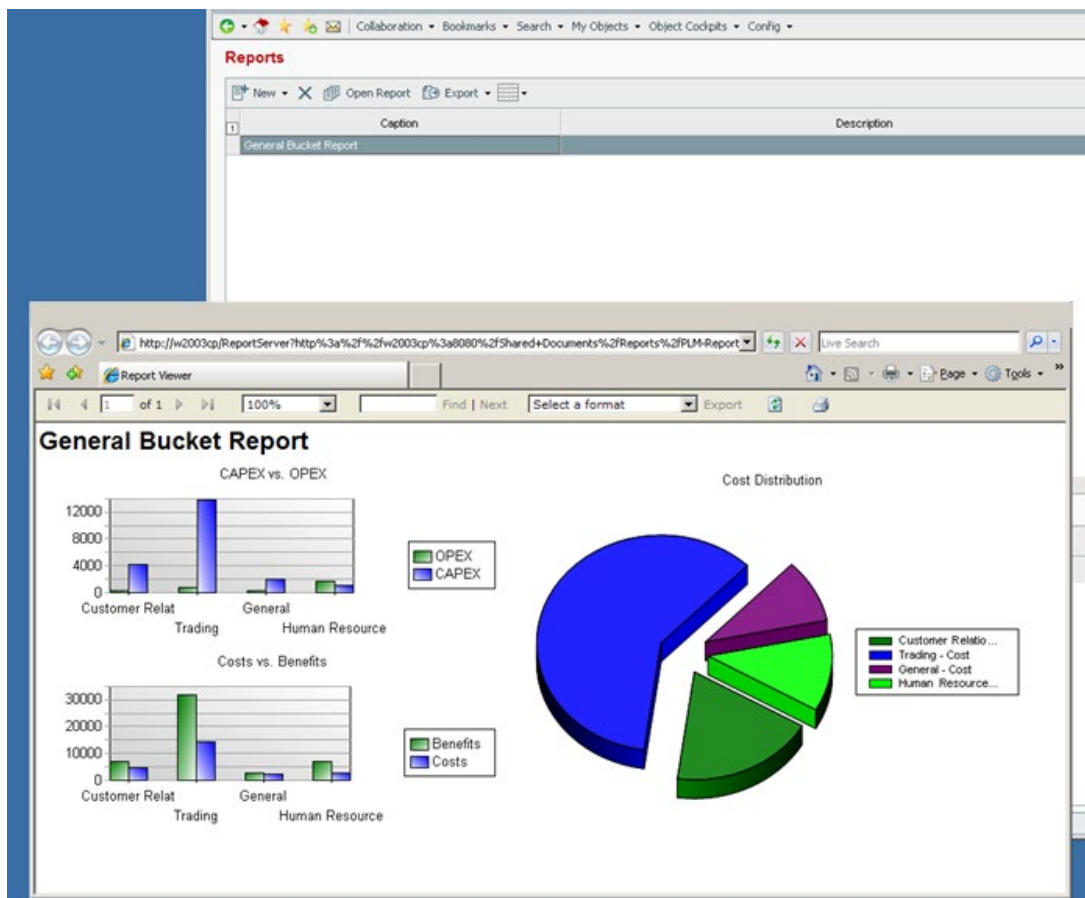 Collaboration Bookmarks Search My Objects Object Cockpits Config
Reports
New Open Report Export
1 Caption Description
General Bucket Report
http://w2003cp/ReportServer?http%3a%2f%2fw2003cp%3a8080%2fShared+Documents%2fReports%2fPLM-Report Live Search
Report Viewer Page Tools »
1 of 1 100% Find | Next Select a format Export
General Bucket Report
CAPEX vs. OPEX
12000
8000
4000
0
Customer Relat General
Trading Human Resource
OPEX
CAPEX
Costs vs. Benefits
30000
20000
10000
0
Customer Relat General
Trading Human Resource
Benefits
Costs
Cost Distribution
Customer Relatio...
Trading - Cost
General - Cost
Human Resource...